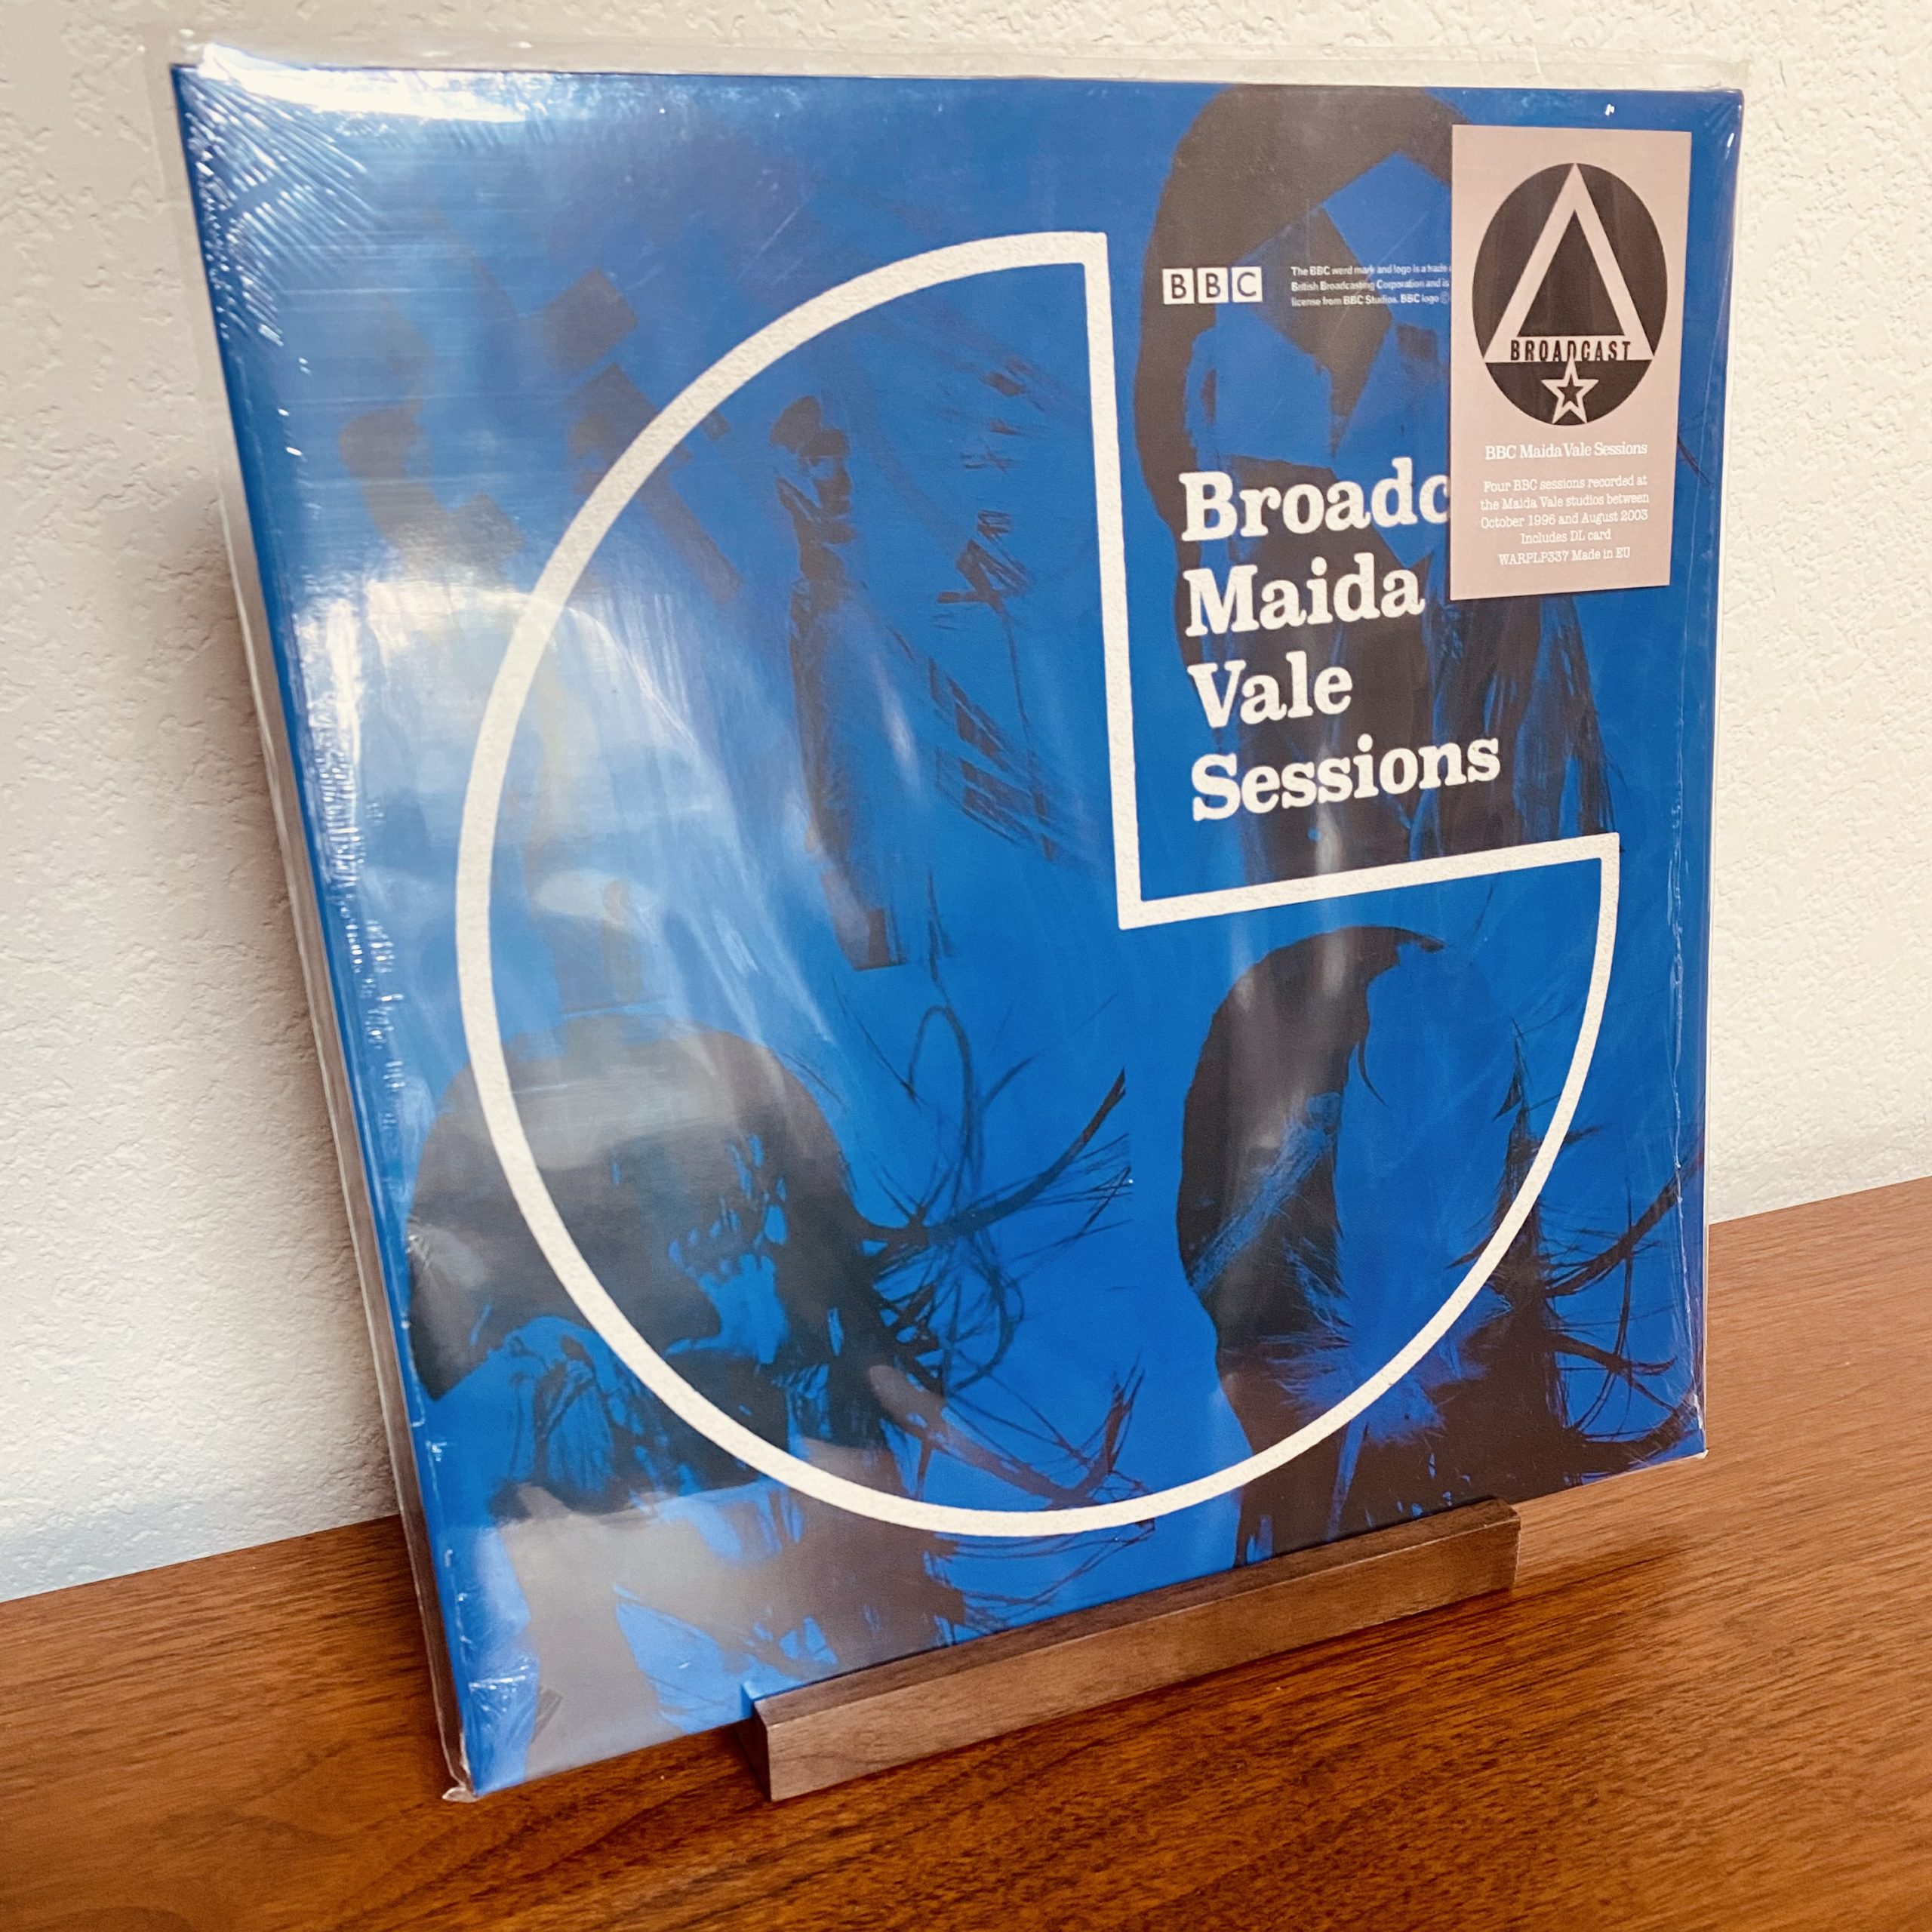 BBC
The BBC word mark and logo is a trade
British Broadcasting Corporation and is
license from BBC Studios. BBC logo ©
Broadc
Maida
Vale
Sessions
BROADCAST
BBC Maida Vale Sessions
Four BBC sessions recorded at
the Maida Vale studios between
October 1996 and August 2003
Includes DL card
WARPLP337 Made in EU